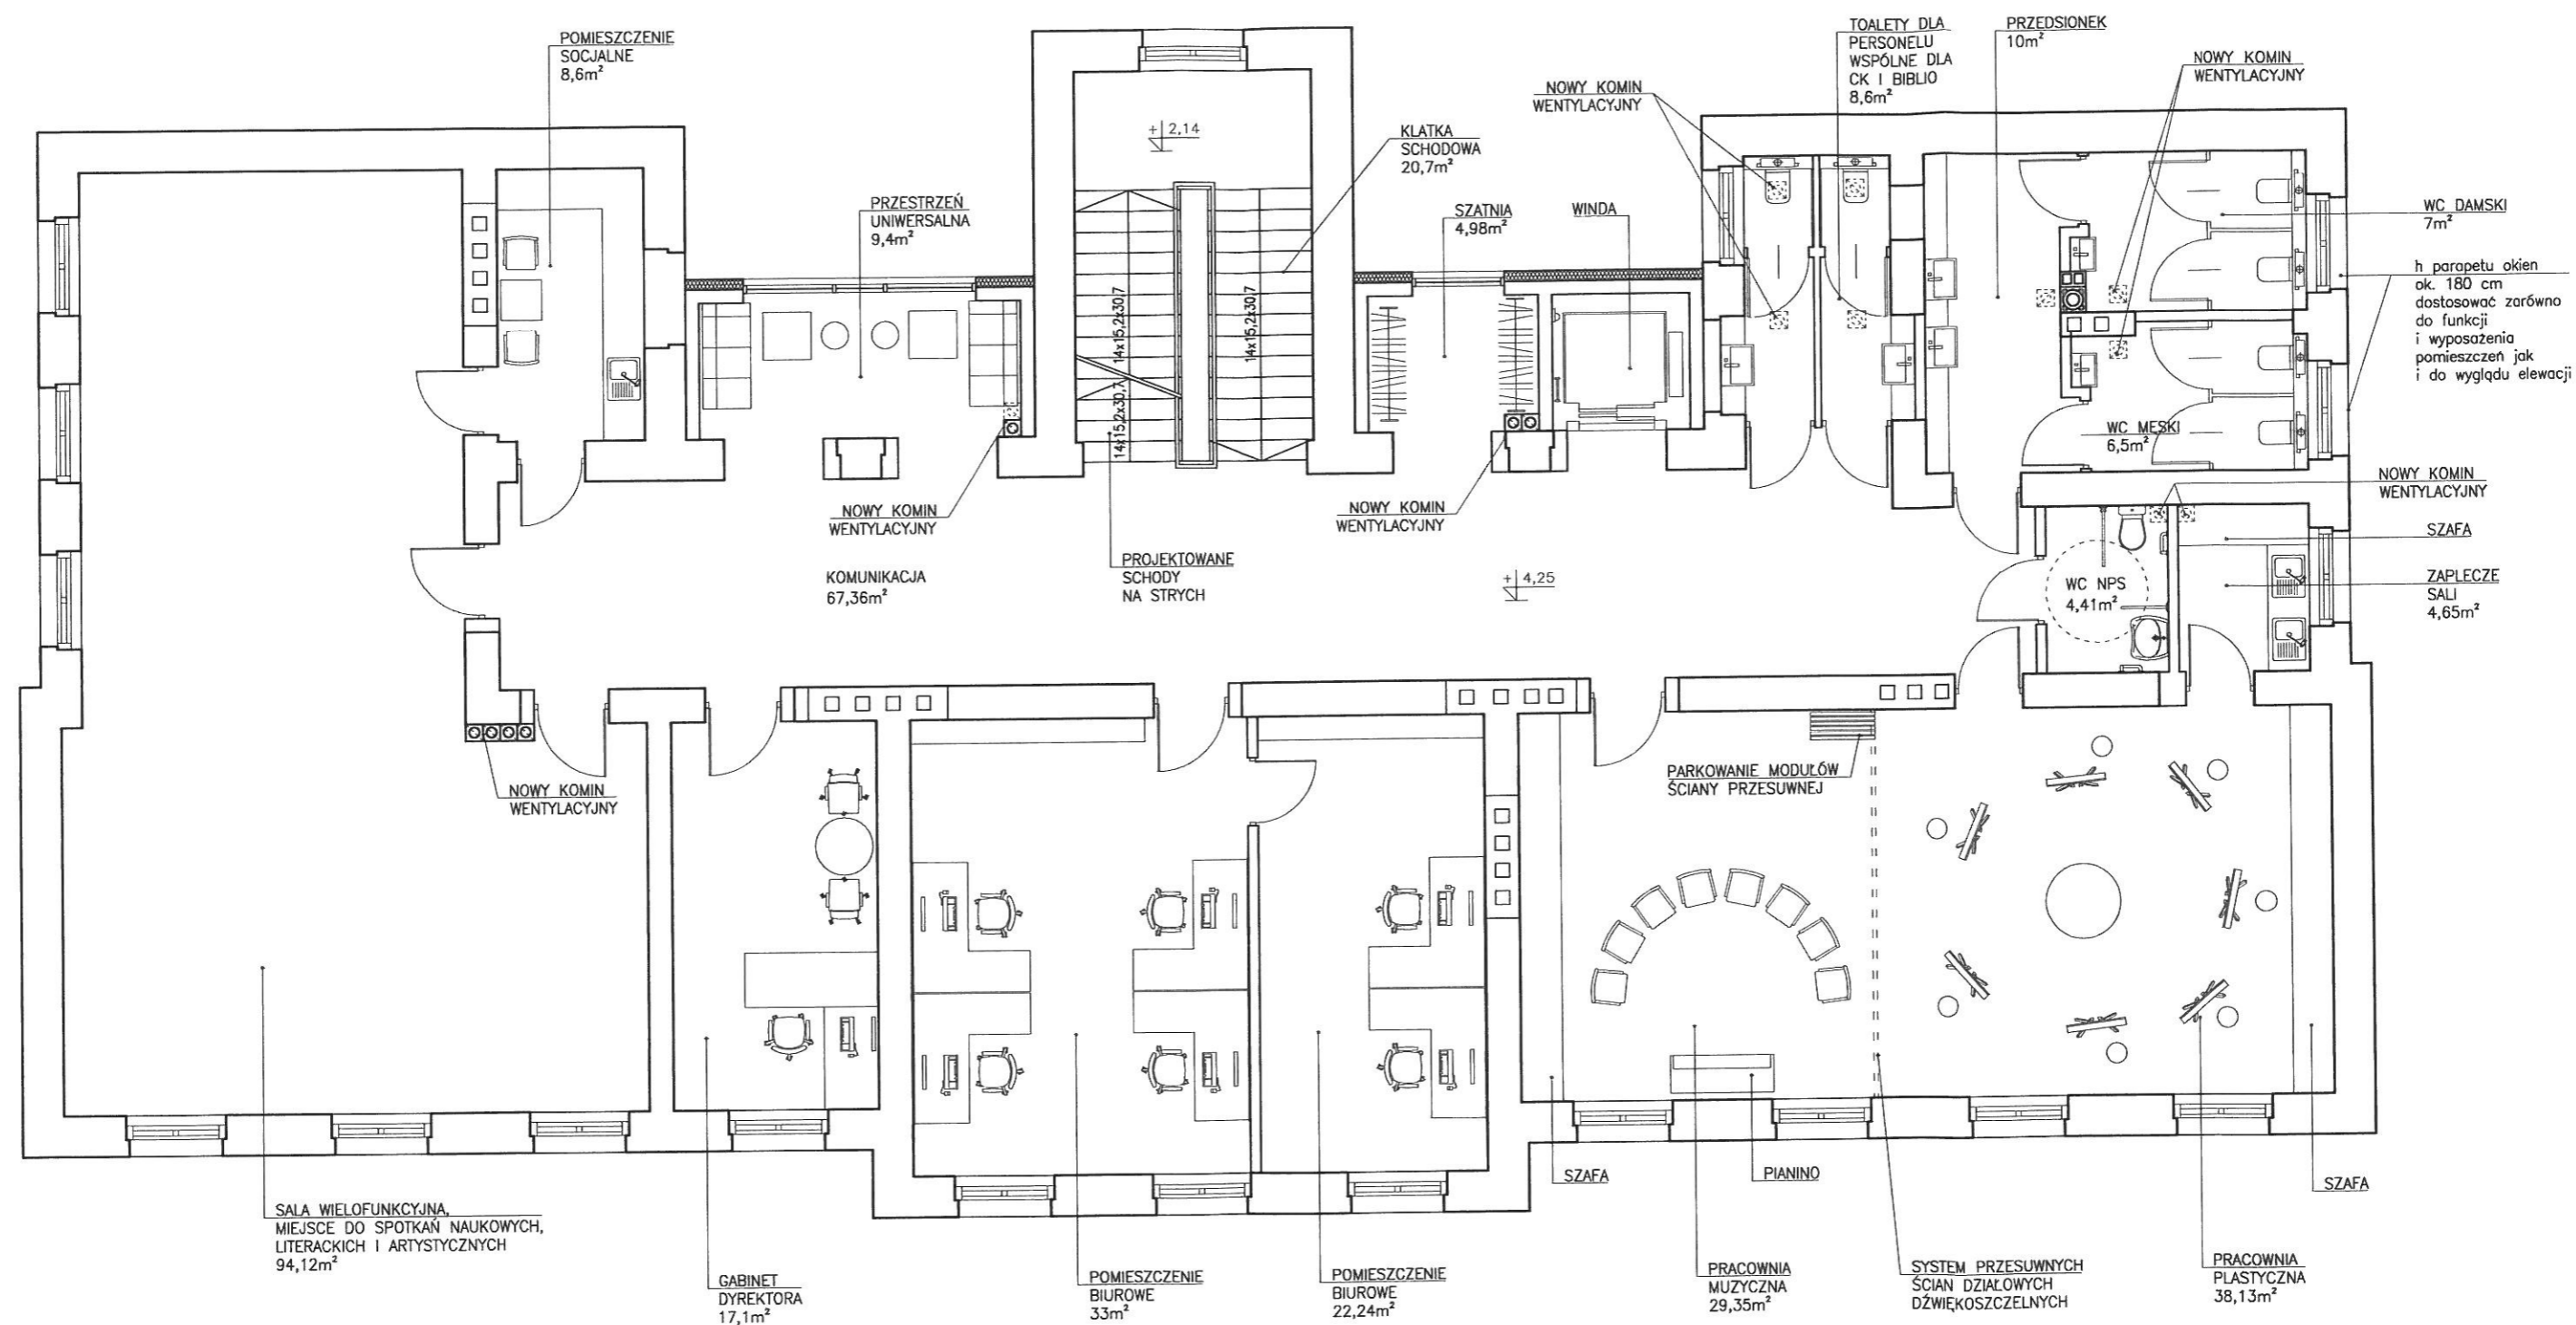 POMIESZCZENIE
SOCJALNE
8,6m²
PRZESTRZEŃ
UNIWERSALNA
9,4m²
+ 2,14
KLATKA
SCHODOWA
20,7m²
SZATNIA
4,98m²
WINDA
NOWY KOMIN
WENTYLACYJNY
TOALETY DLA
PERSONELU
WSPÓLNE DLA
CK I BIBLIO
8,6m²
PRZEDSIONEK
10m²
NOWY KOMIN
WENTYLACYJNY
WC DAMSKI
7m²
h parapetu okien
ok. 180 cm
dostosować zarówno
do funkcji
i wyposażenia
pomieszczeń jak
i do wyglądu elewacji
14x15,2x30,7
14x15,2x30,7
14x15,2x30,7
WC MĘSKI
6,5m²
NOWY KOMIN
WENTYLACYJNY
NOWY KOMIN
WENTYLACYJNY
NOWY KOMIN
WENTYLACYJNY
SZAFA
PROJEKTOWANE
SCHODY
NA STRYCH
KOMUNIKACJA
67,36m²
+ 4,25
WC NPS
4,41m²
ZAPLECZE
SALI
4,65m²
NOWY KOMIN
WENTYLACYJNY
PARKOWANIE MODUŁÓW
ŚCIANY PRZESUWNEJ
SZAFA
PIANINO
SZAFA
SALA WIELOFUNKCYJNA,
MIEJSCE DO SPOTKAŃ NAUKOWYCH,
LITERACKICH I ARTYSTYCZNYCH
94,12m²
GABINET
DYREKTORA
17,1m²
POMIESZCZENIE
BIUROWE
33m²
POMIESZCZENIE
BIUROWE
22,24m²
PRACOWNIA
MUZYCZNA
29,35m²
SYSTEM PRZESUWNYCH
ŚCIAN DZIAŁOWYCH
DŹWIĘKOSZCZELNYCH
PRACOWNIA
PLASTYCZNA
38,13m²